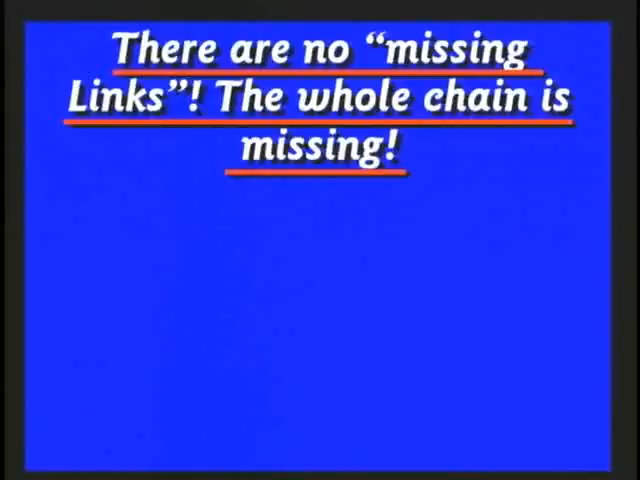 There are no “missing
Links”! The whole chain is
missing!